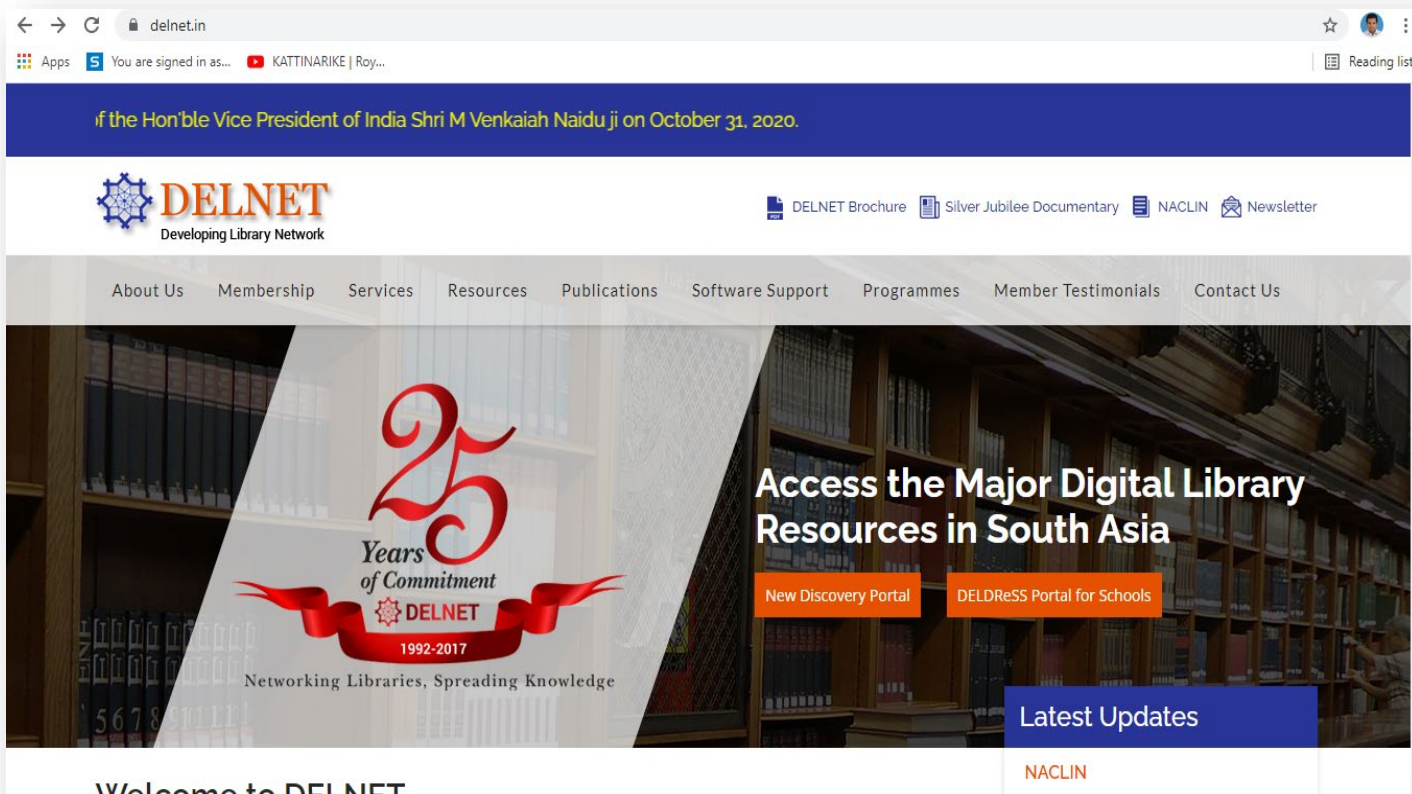 delnet.in
Apps You are signed in as... KATTINARIKE | Roy... Reading list
of the Hon'ble Vice President of India Shri M Venkaiah Naidu ji on October 31, 2020.
DELNET
Developing Library Network
DELNET Brochure Silver Jubilee Documentary NACLIN Newsletter
About Us Membership Services Resources Publications Software Support Programmes Member Testimonials Contact Us
25
Years
of Commitment
DELNET
1992-2017
Networking Libraries, Spreading Knowledge
Access the Major Digital Library
Resources in South Asia
New Discovery Portal DELDReSS Portal for Schools
Latest Updates
NACLIN
Welcome to DELNET